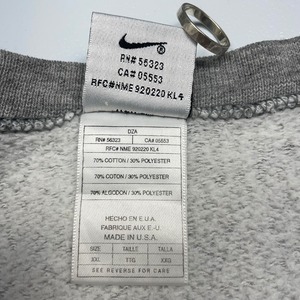 RN# 56323
CA# 05553
RFC#NME 920220 KL4
DZA
RN# 56323 CA# 05553
RFC# NME 920220 KL4
70% COTTON / 30% POLYESTER
70% COTON / 30% POLYESTER
70% ALGODON / 30% POLYESTER
HECHO EN E.U.A.
FABRIQUE AUX E.-U.
MADE IN U.S.A.
SIZE TAILLE TALLA
XXL TTG XXG
SEE REVERSE FOR CARE